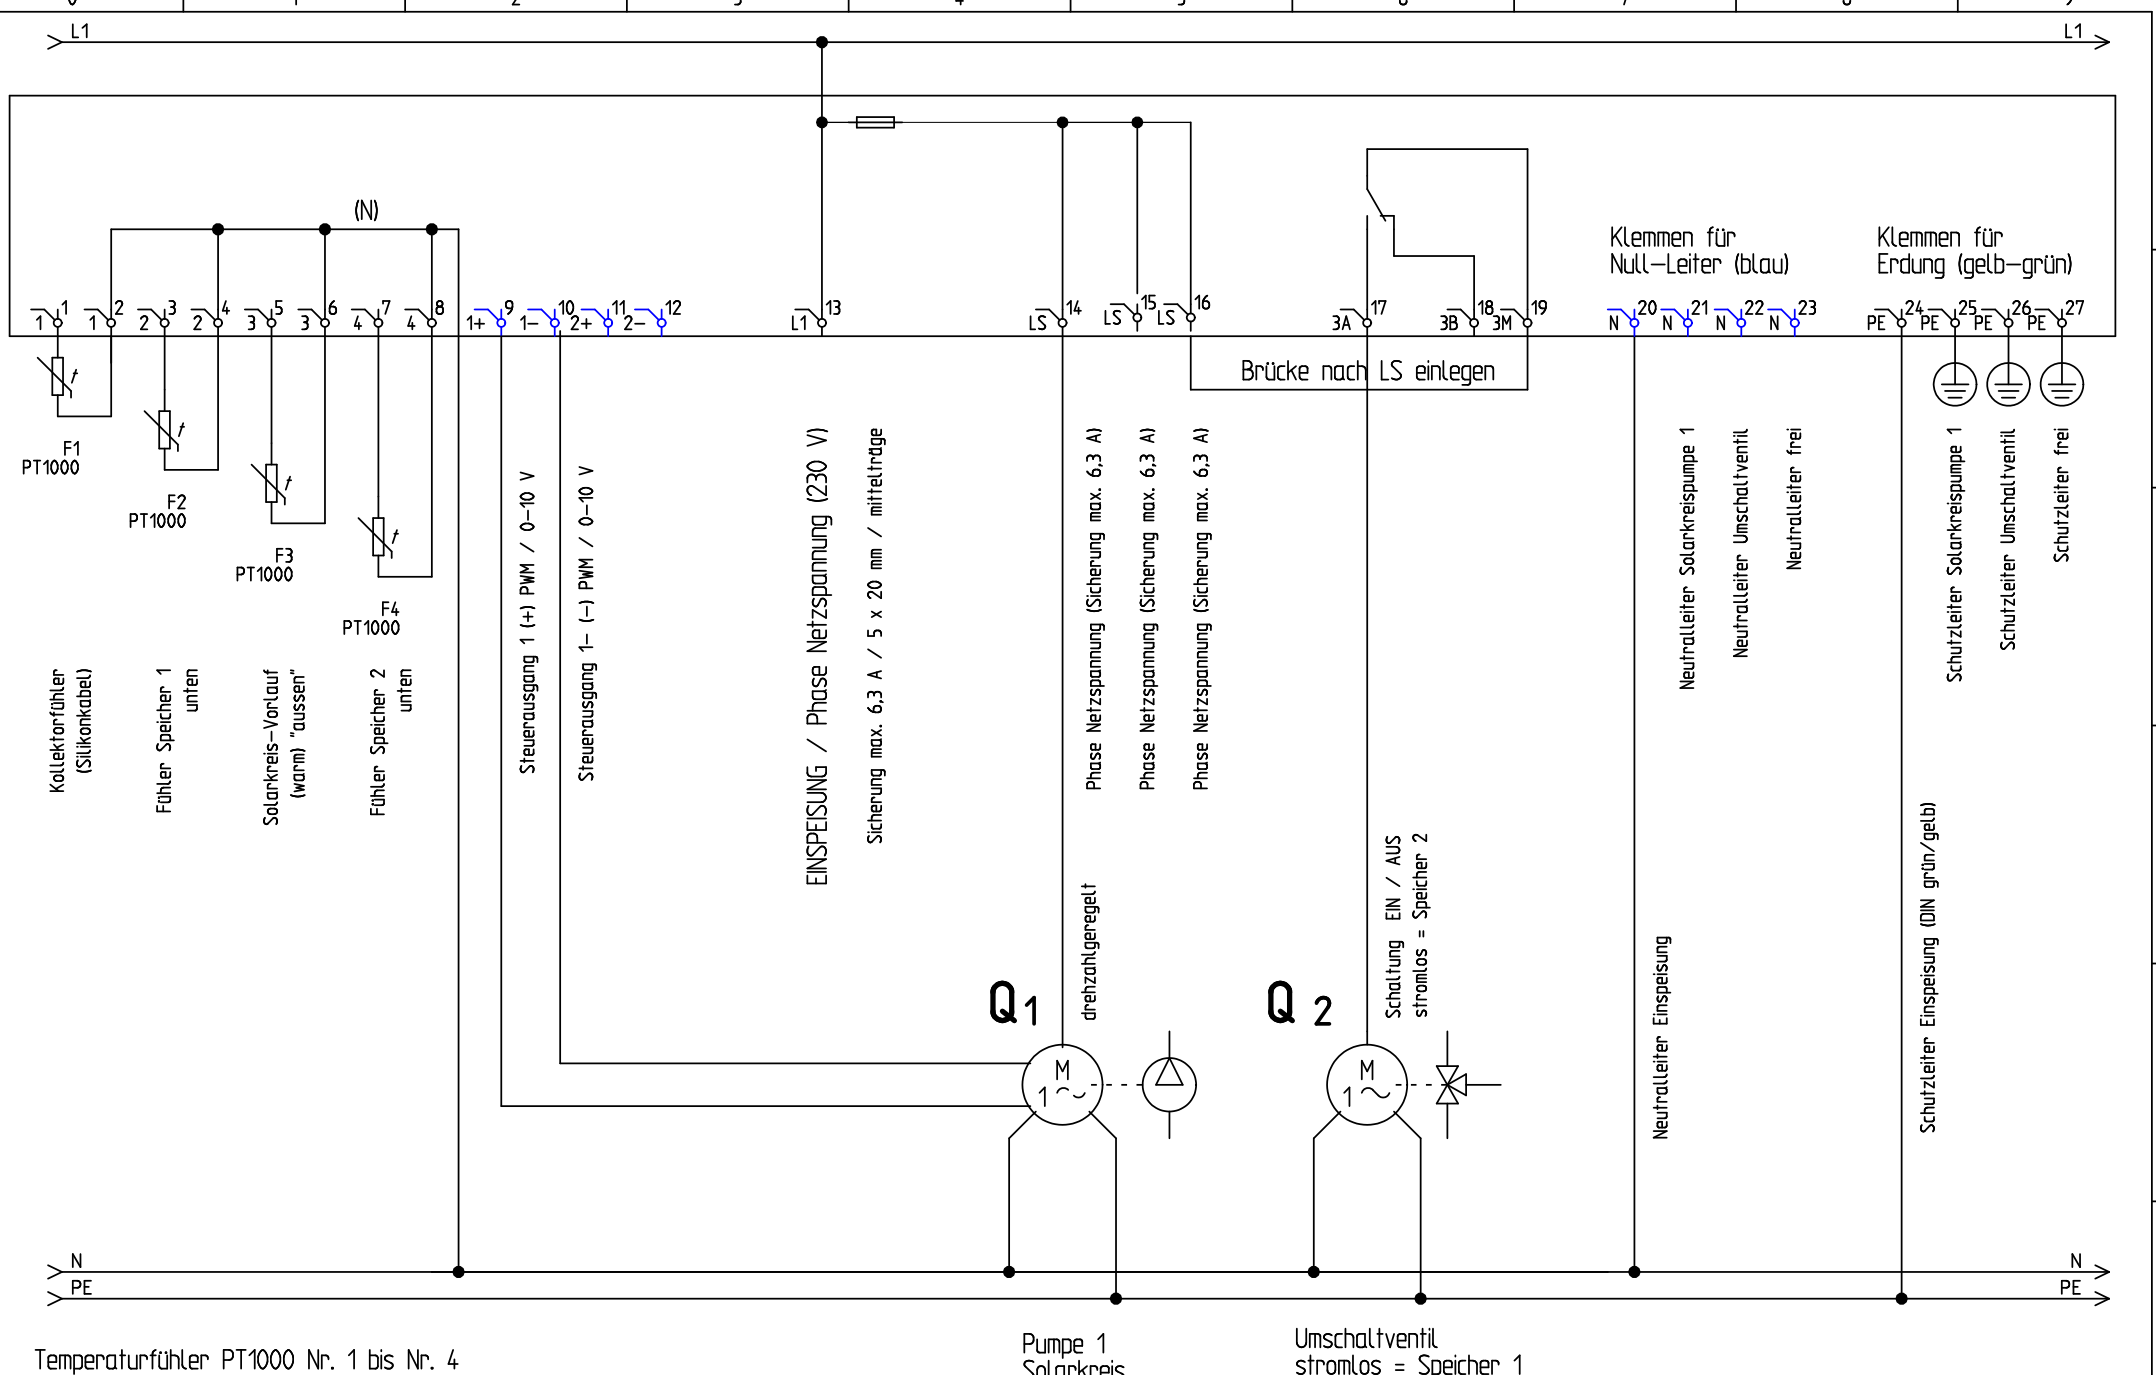 L1
L1
(N)
Klemmen für
Null-Leiter (blau)
Klemmen für
Erdung (gelb-grün)
1 2 3 4 5 6 7 8 9 10 11 12 13 14 15 16 17 18 19 20 21 22 23 24 25 26 27
1 1 2 2 3 3 4 4 1+ 1- 2+ 2- L1 LS LS LS 3A 3B 3M N N N N PE PE PE PE
Brücke nach LS einlegen
F1
PT1000
F2
PT1000
F3
PT1000
F4
PT1000
Kollektorfühler
(Silikonkabel)
Fühler Speicher 1
unten
Solarkreis-Vorlauf
(warm) "aussen"
Fühler Speicher 2
unten
Steuerausgang 1 (+) PWM / 0-10 V
Steuerausgang 1- (-) PWM / 0-10 V
EINSPEISUNG / Phase Netzspannung (230 V)
Sicherung max. 6,3 A / 5 x 20 mm / mittelträge
Phase Netzspannung (Sicherung max. 6,3 A)
Phase Netzspannung (Sicherung max. 6,3 A)
Phase Netzspannung (Sicherung max. 6,3 A)
drehzahlgeregelt
Schaltung EIN / AUS
stromlos = Speicher 2
Neutralleiter Einspeisung
Neutralleiter Solarkreispumpe 1
Neutralleiter Umschaltventil
Neutralleiter frei
Schutzleiter Einspeisung (DIN grün/gelb)
Schutzleiter Solarkreispumpe 1
Schutzleiter Umschaltventil
Schutzleiter frei
Q1
M
1~
Q 2
M
1~
N
N
PE
PE
Temperaturfühler PT1000 Nr. 1 bis Nr. 4
Pumpe 1
Solarkreis
Umschaltventil
stromlos = Speicher 1